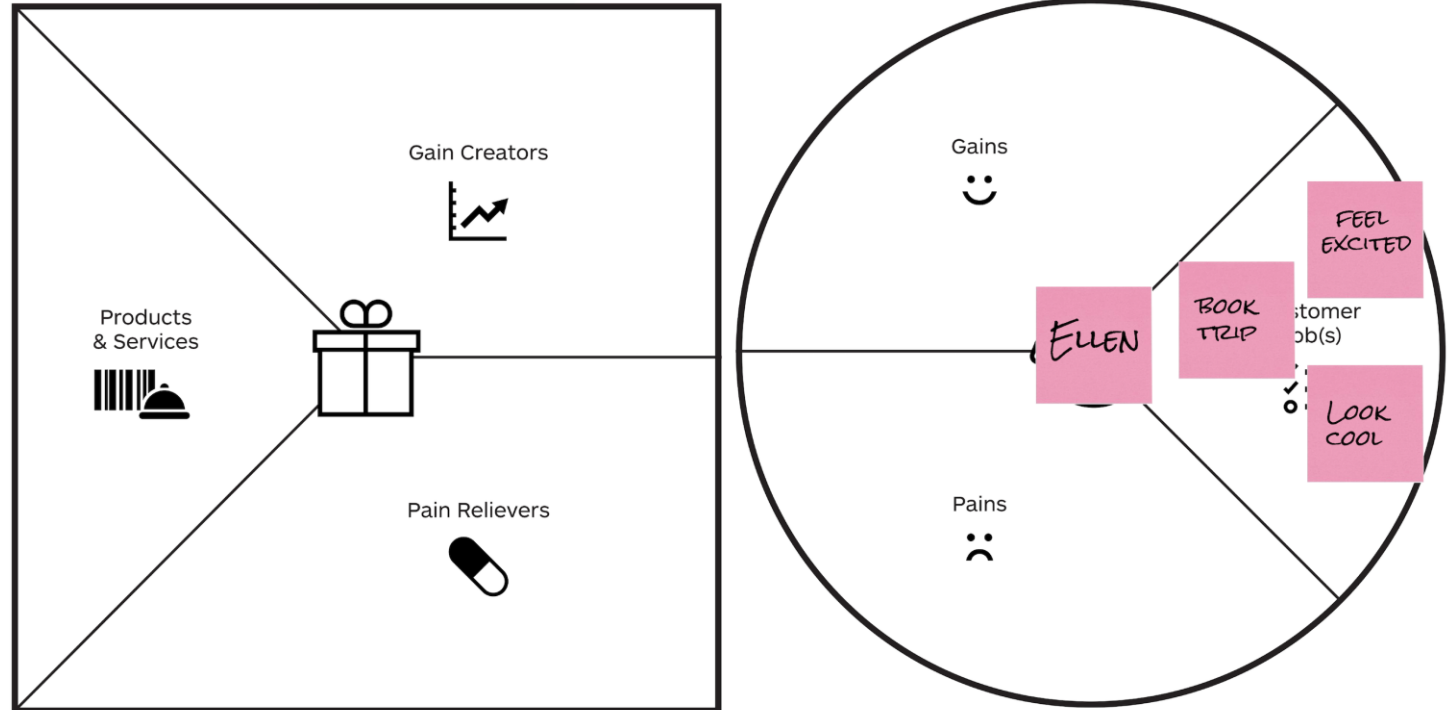 Gain Creators
Products
& Services
Pain Relievers
Gains
Pains
ELLEN
BOOK
TRIP
FEEL
EXCITED
stomer
ob(s)
LOOK
COOL